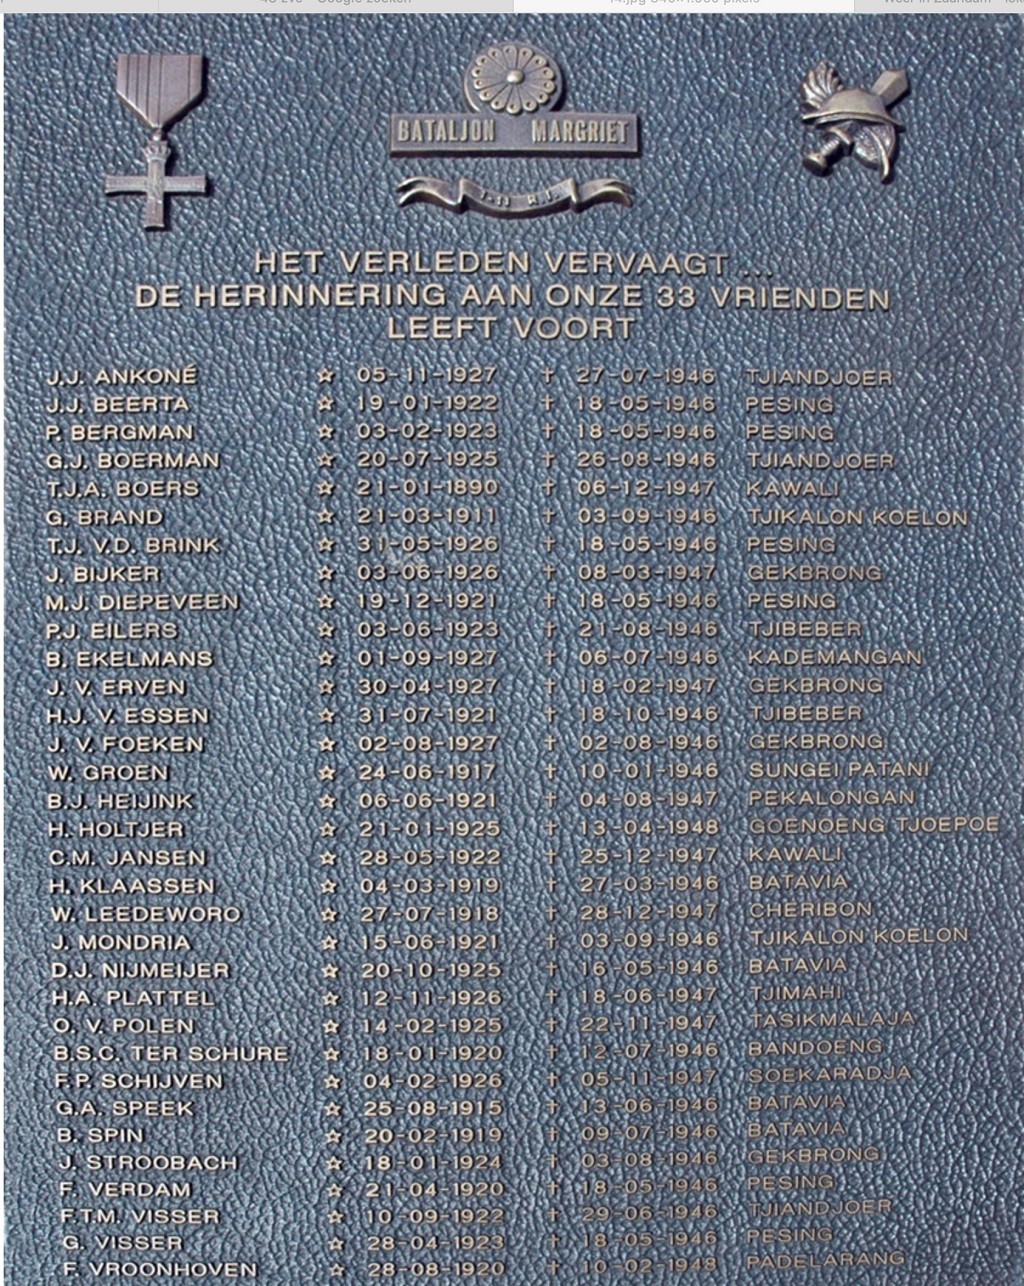 BATALJON MARGRIET
HET VERLEDEN VERVAAGT ...
DE HERINNERING AAN ONZE 33 VRIENDEN
LEEFT VOORT
J.J. ANKONÉ ☆ 05-11-1927 † 27-07-1946 TJIANDJOER
J.J. BEERTA ☆ 19-01-1922 † 18-05-1946 PESING
P. BERGMAN ☆ 03-02-1923 † 18-05-1946 PESING
G.J. BOERMAN ☆ 20-07-1925 † 26-08-1946 TJIANDJOER
T.J.A. BOERS ☆ 21-01-1890 † 06-12-1947 KAWALI
G. BRAND ☆ 21-03-1911 † 03-09-1946 TJIKALON KOELON
T.J. V.D. BRINK ☆ 31-05-1926 † 18-05-1946 PESING
J. BIJKER ☆ 03-06-1926 † 08-03-1947 GEKBRONG
M.J. DIEPEVEEN ☆ 19-12-1921 † 18-05-1946 PESING
P.J. EILERS ☆ 03-06-1923 † 21-08-1946 TJIBEBER
B. EKELMANS ☆ 01-09-1927 † 06-07-1946 KADEMANGAN
J. V. ERVEN ☆ 30-04-1927 † 18-02-1947 GEKBRONG
H.J. V. ESSEN ☆ 31-07-1921 † 18-10-1946 TJIBEBER
J. V. FOEKEN ☆ 02-08-1927 † 02-08-1946 GEKBRONG
W. GROEN ☆ 24-06-1917 † 10-01-1946 SUNGEI PATANI
B.J. HEIJINK ☆ 06-06-1921 † 04-08-1947 PEKALONGAN
H. HOLTJER ☆ 21-01-1925 † 13-04-1948 GOENOENG TJOEPOE
C.M. JANSEN ☆ 28-05-1922 † 25-12-1947 KAWALI
H. KLAASSEN ☆ 04-03-1919 † 27-03-1946 BATAVIA
W. LEEDEWORO ☆ 27-07-1918 † 28-12-1947 CHERIBON
J. MONDRIA ☆ 15-06-1921 † 03-09-1946 TJIKALON KOELON
D.J. NIJMEIJER ☆ 20-10-1925 † 16-05-1946 BATAVIA
H.A. PLATTEL ☆ 12-11-1926 † 18-06-1947 TJIMAHI
O. V. POLEN ☆ 14-02-1925 † 22-11-1947 TASIKMALAJA
B.S.C. TER SCHURE ☆ 18-01-1920 † 12-07-1946 BANDOENG
F.P. SCHIJVEN ☆ 04-02-1926 † 05-11-1947 SOEKARADJA
G.A. SPEEK ☆ 25-08-1915 † 13-06-1946 BATAVIA
B. SPIN ☆ 20-02-1919 † 09-07-1946 BATAVIA
J. STROOBACH ☆ 18-01-1924 † 03-08-1946 GEKBRONG
F. VERDAM ☆ 21-04-1920 † 18-05-1946 PESING
F.T.M. VISSER ☆ 10-09-1922 † 29-06-1946 TJIANDJOER
G. VISSER ☆ 28-04-1923 † 18-05-1946 PESING
F. VROONHOVEN ☆ 28-08-1920 † 10-02-1948 PADELARANG